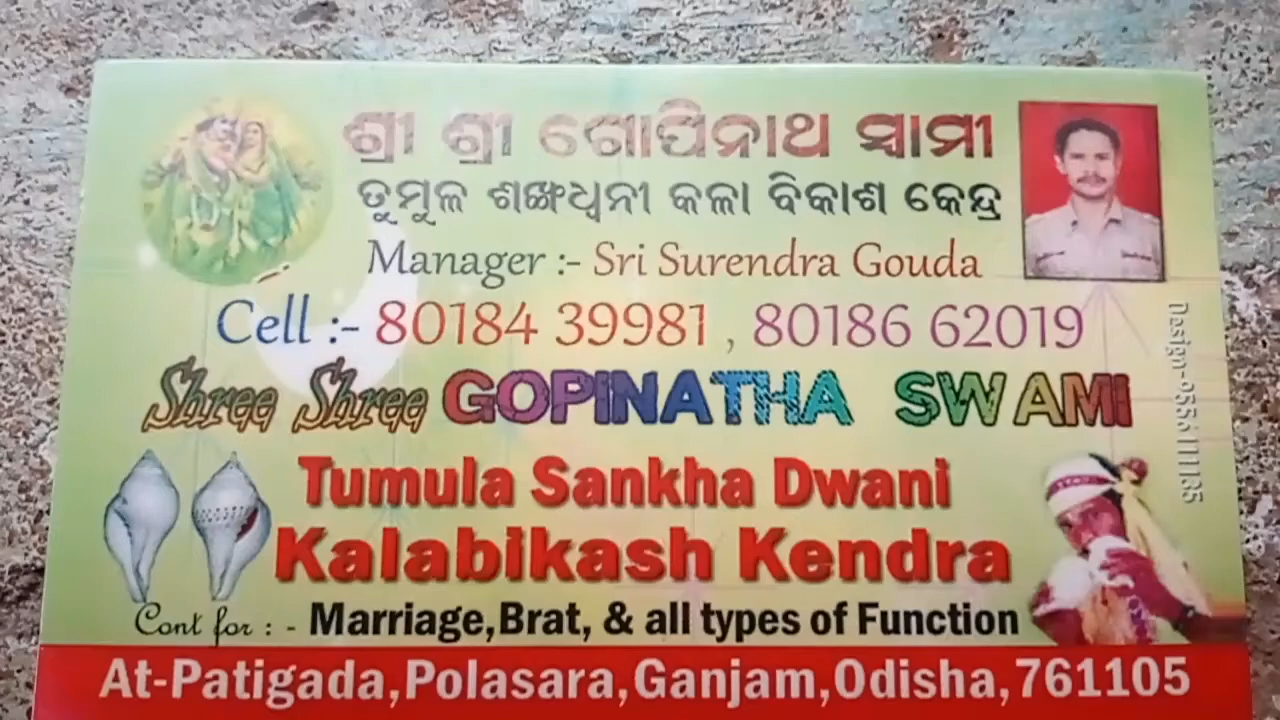 ଶ୍ରୀ ଶ୍ରୀ ଗୋପିନାଥ ସ୍ୱାମୀ
ତୁମୁଳ ଶଙ୍ଖଧ୍ୱନୀ କଳା ବିକାଶ କେନ୍ଦ୍ର
Manager :- Sri Surendra Gouda
Cell :- 80184 39981 , 80186 62019
Shree Shree GOPINATHA SWAMI
Tumula Sankha Dwani
Kalabikash Kendra
Cont for : - Marriage,Brat, & all types of Function
At-Patigada,Polasara,Ganjam,Odisha,761105